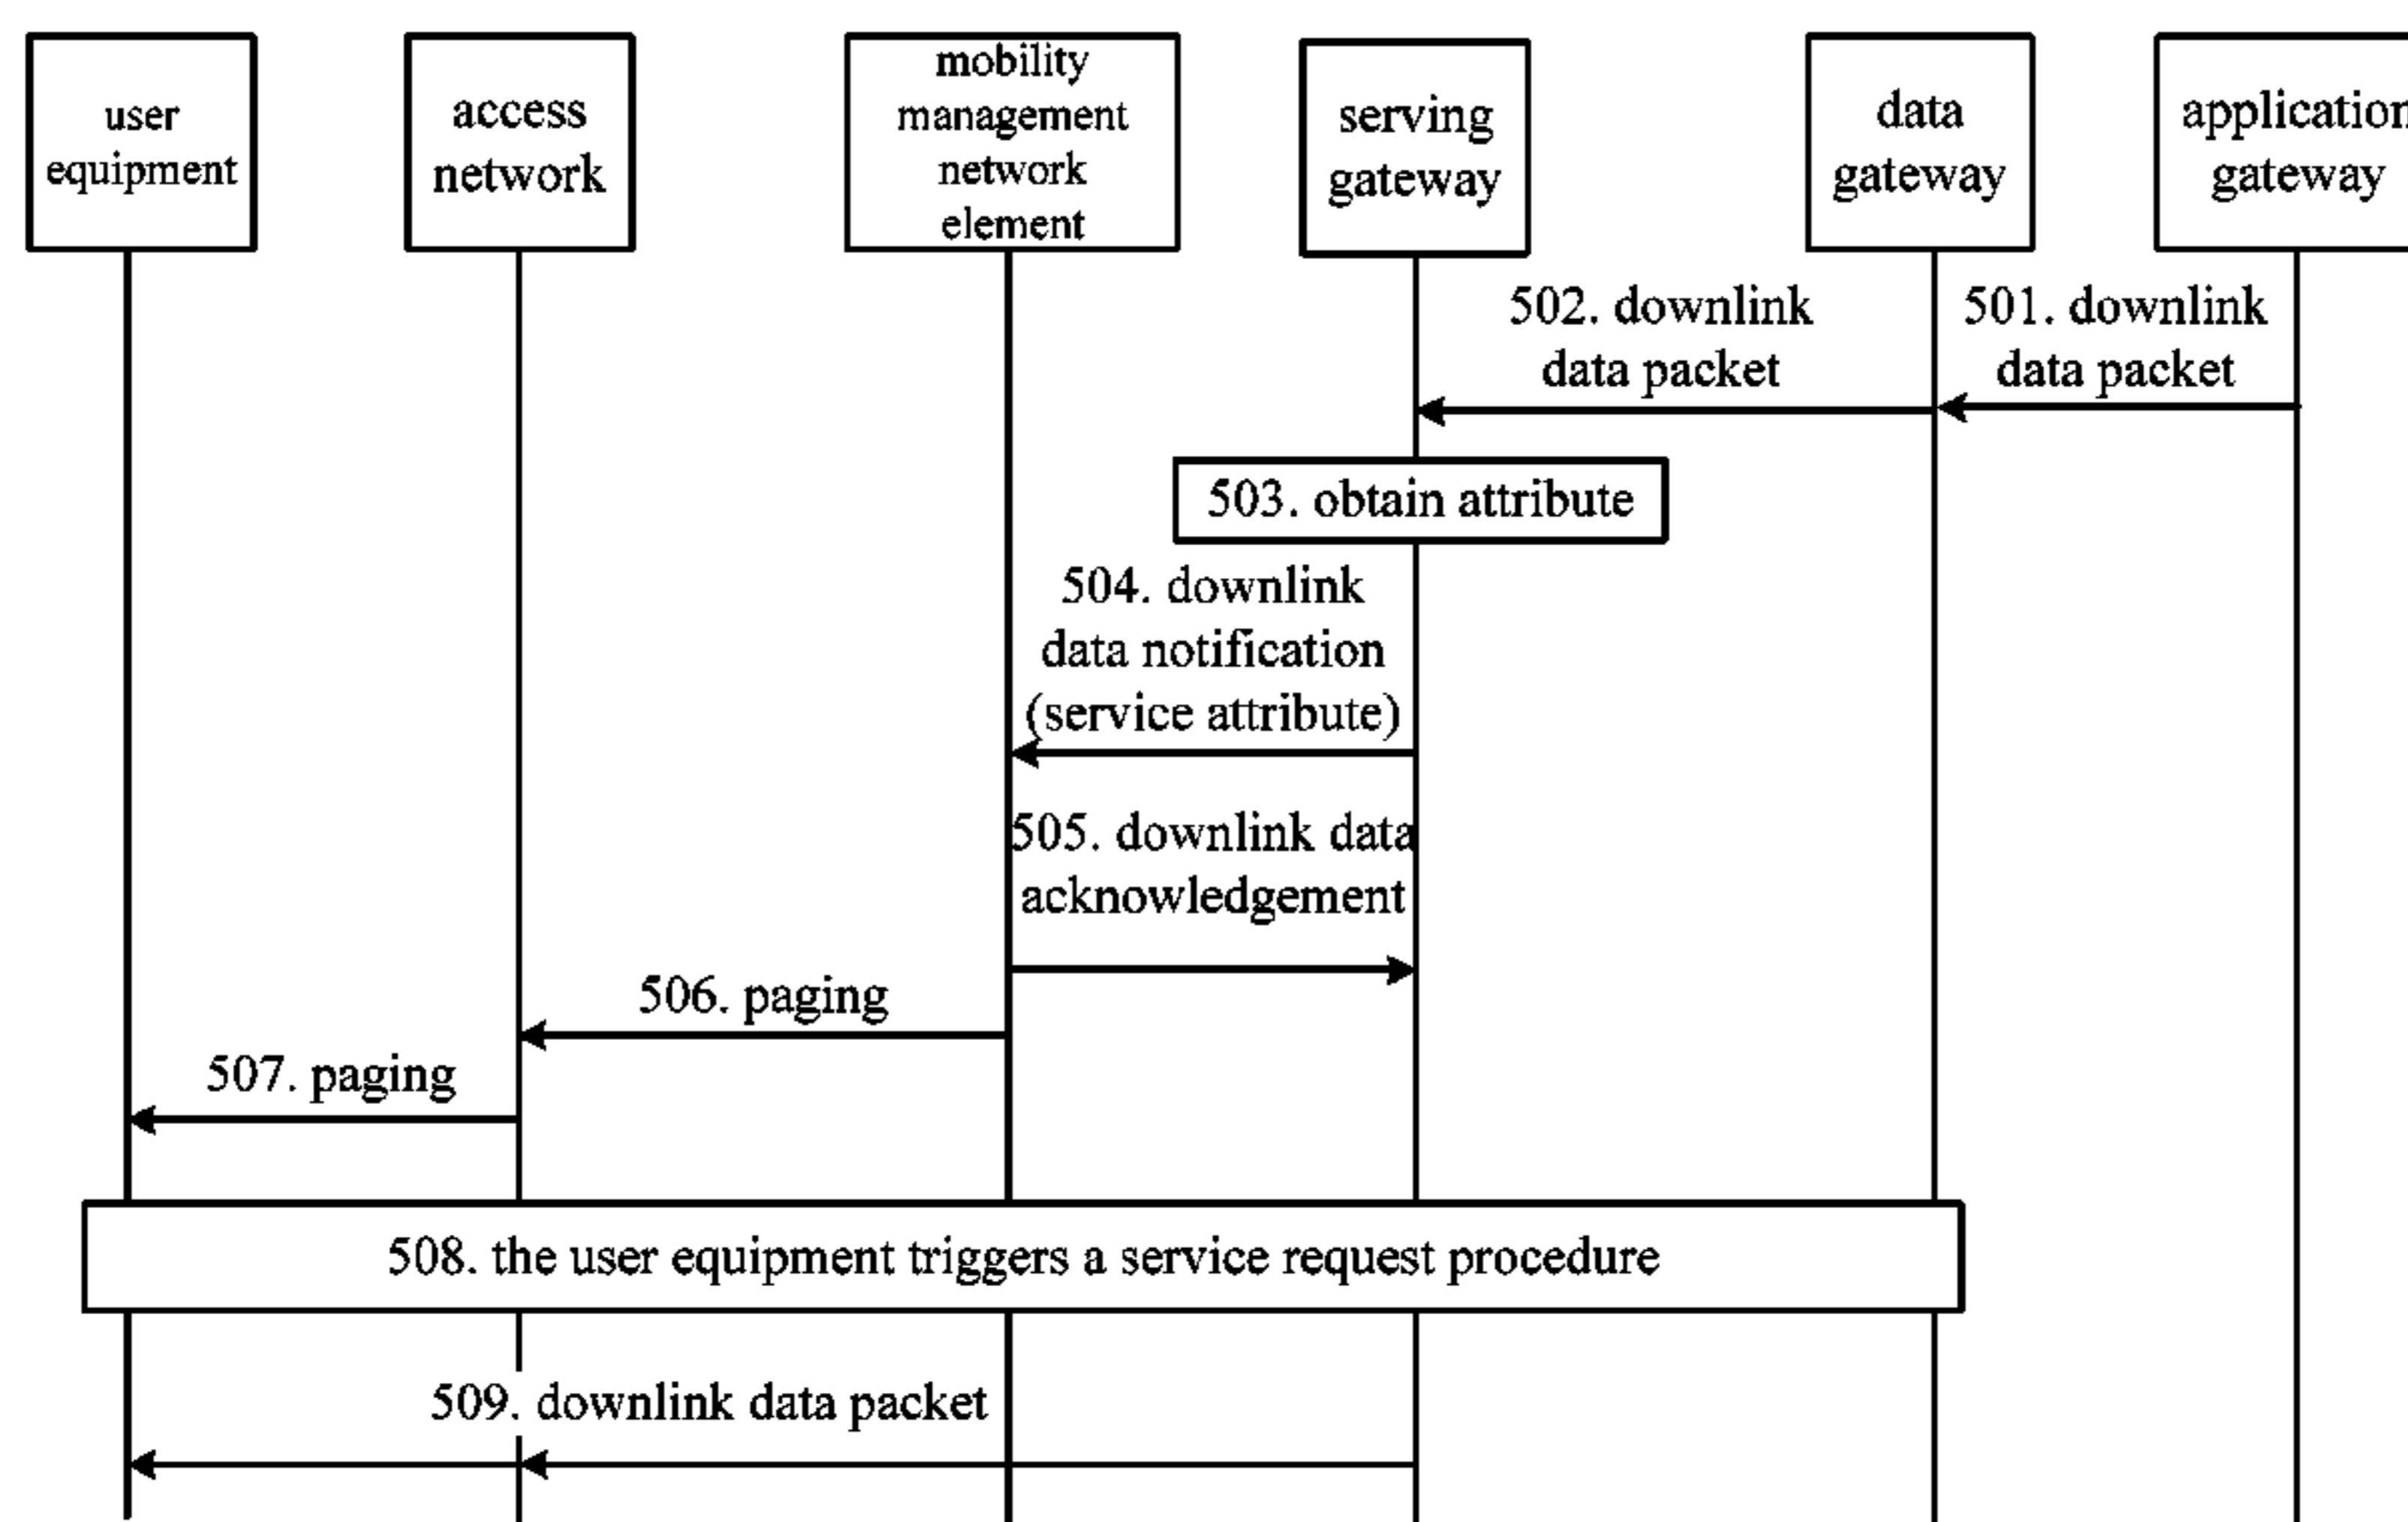 user
equipment
access
network
mobility
management
network
element
serving
gateway
data
gateway
application
gateway
502. downlink
data packet
501. downlink
data packet
503. obtain attribute
504. downlink
data notification
(service attribute)
505. downlink data
acknowledgement
506. paging
507. paging
508. the user equipment triggers a service request procedure
509. downlink data packet